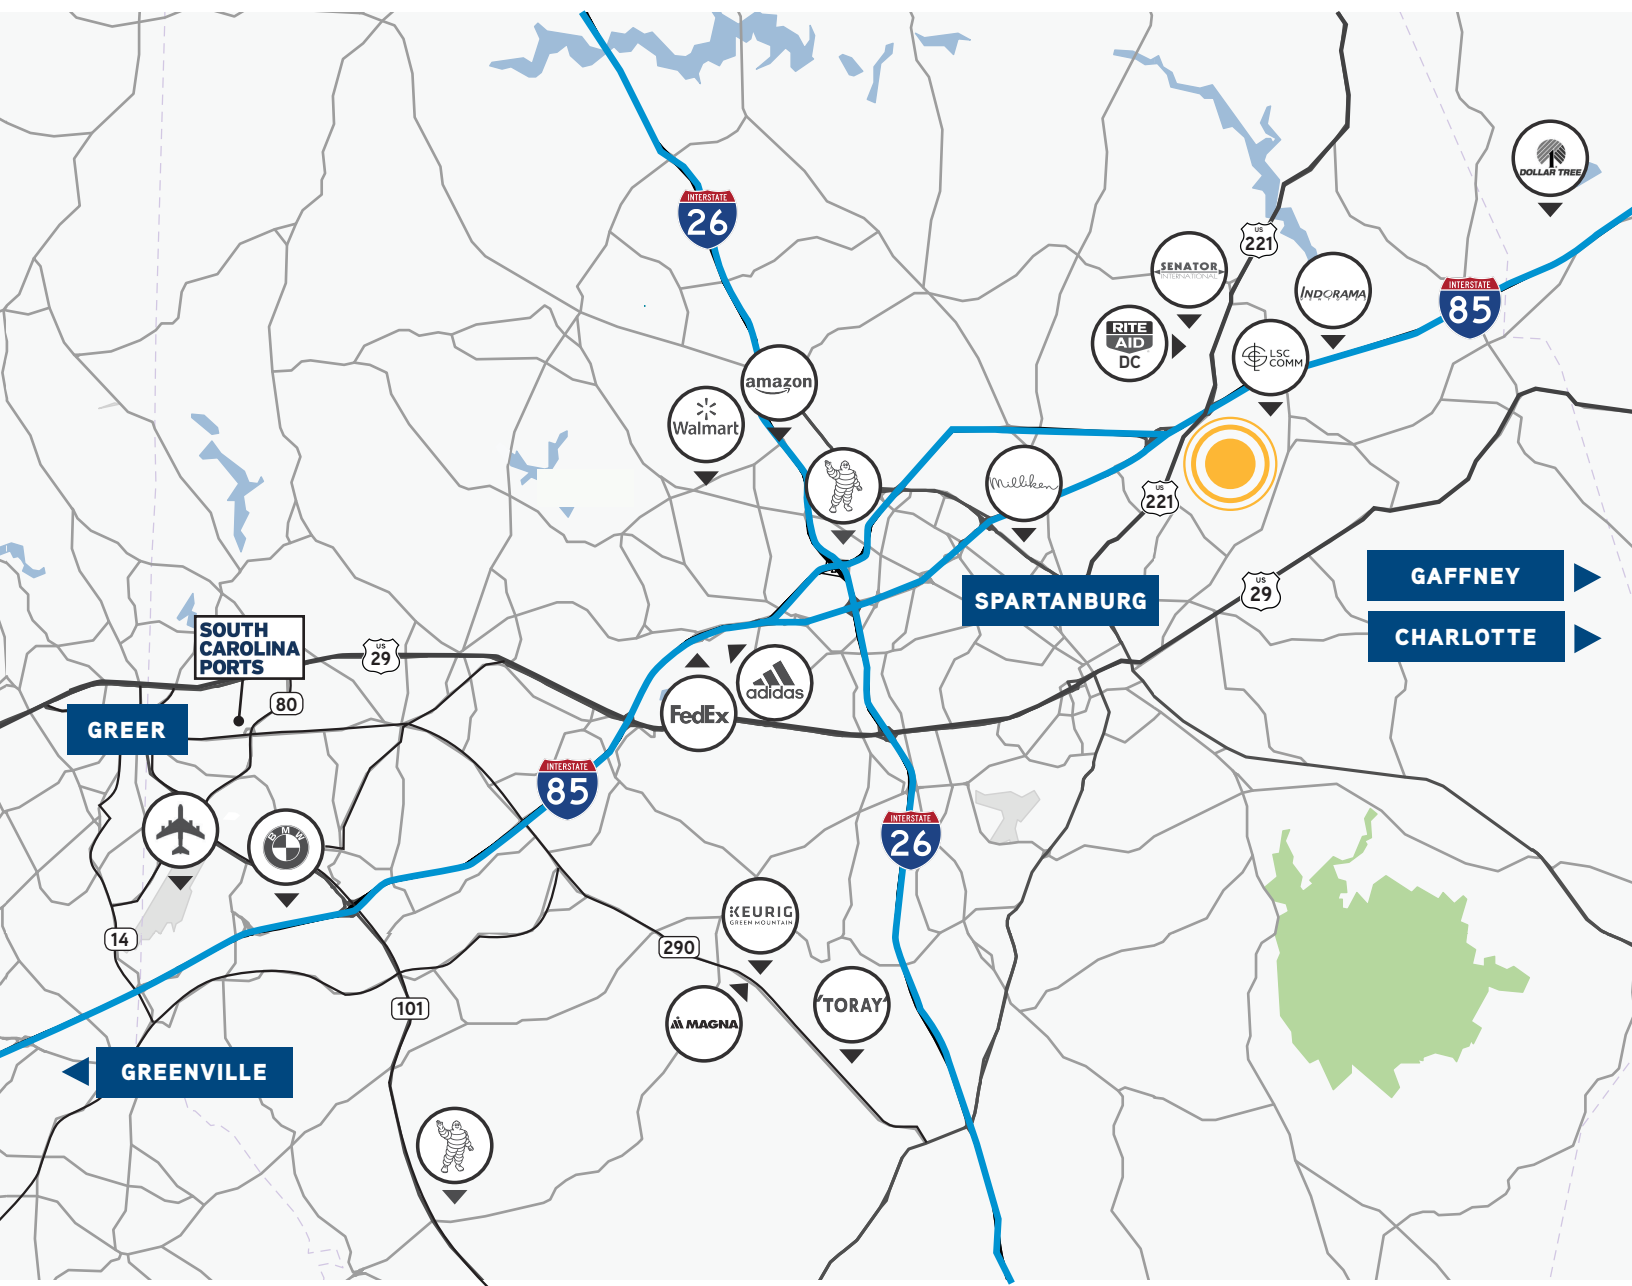 DOLLAR TREE
INTERSTATE
26
US
221
SENATOR
INTERNATIONAL
INDORAMA
INTERSTATE
85
RITE
AID
DC
LSC
COMM
amazon
Walmart
Milliken
US
221
GAFFNEY
SPARTANBURG
US
29
CHARLOTTE
SOUTH
CAROLINA
PORTS
US
29
80
adidas
FedEx
GREER
INTERSTATE
85
INTERSTATE
26
BMW
KEURIG
GREEN MOUNTAIN
14
290
101
TORAY
MAGNA
GREENVILLE